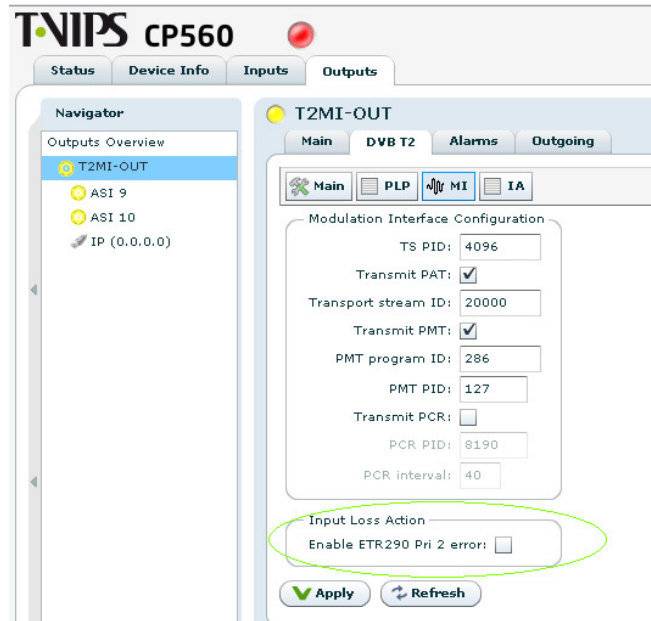 T·VIPS CP560
Status Device Info Inputs Outputs
Navigator
Outputs Overview
T2MI-OUT
ASI 9
ASI 10
IP (0.0.0.0)
T2MI-OUT
Main DVB T2 Alarms Outgoing
Main PLP MI IA
Modulation Interface Configuration
TS PID: 4096
Transmit PAT:
Transport stream ID: 20000
Transmit PMT:
PMT program ID: 286
PMT PID: 127
Transmit PCR:
PCR PID: 8190
PCR interval: 40
Input Loss Action
Enable ETR290 Pri 2 error:
Apply Refresh